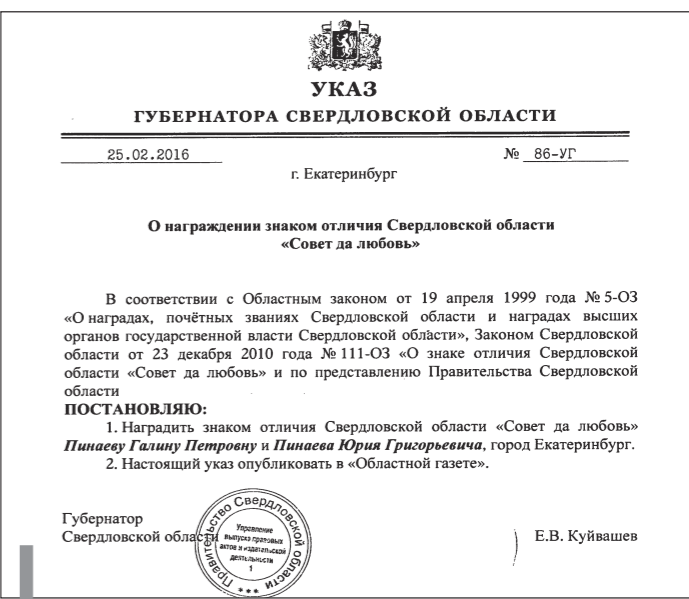 УКАЗ
ГУБЕРНАТОРА СВЕРДЛОВСКОЙ ОБЛАСТИ
25.02.2016 № 86-УГ
г. Екатеринбург
О награждении знаком отличия Свердловской области
«Совет да любовь»
В соответствии с Областным законом от 19 апреля 1999 года № 5-ОЗ
«О наградах, почётных званиях Свердловской области и наградах высших
органов государственной власти Свердловской области», Законом Свердловской
области от 23 декабря 2010 года № 111-ОЗ «О знаке отличия Свердловской
области «Совет да любовь» и по представлению Правительства Свердловской
области
ПОСТАНОВЛЯЮ:
1. Наградить знаком отличия Свердловской области «Совет да любовь»
Пинаеву Галину Петровну и Пинаева Юрия Григорьевича, город Екатеринбург.
2. Настоящий указ опубликовать в «Областной газете».
Губернатор
Свердловской области Е.В. Куйвашев
Правительство Свердловской области
Управление
выпуска правовых
актов и издательской
деятельности
1
***